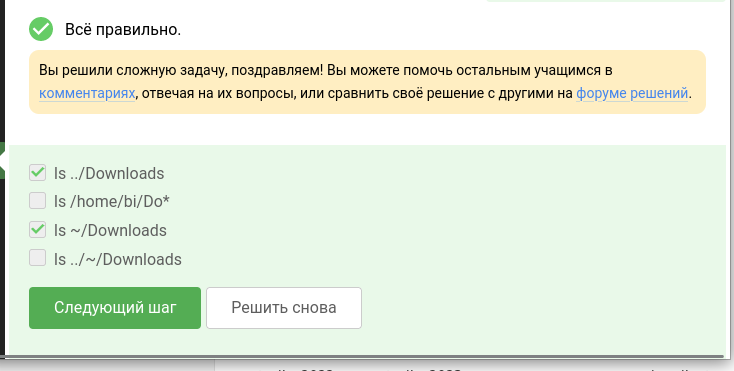 Всё правильно.
Вы решили сложную задачу, поздравляем! Вы можете помочь остальным учащимся в
комментариях, отвечая на их вопросы, или сравнить своё решение с другими на форуме решений.
ls ../Downloads
ls /home/bi/Do*
ls ~/Downloads
ls ../~/Downloads
Следующий шаг
Решить снова